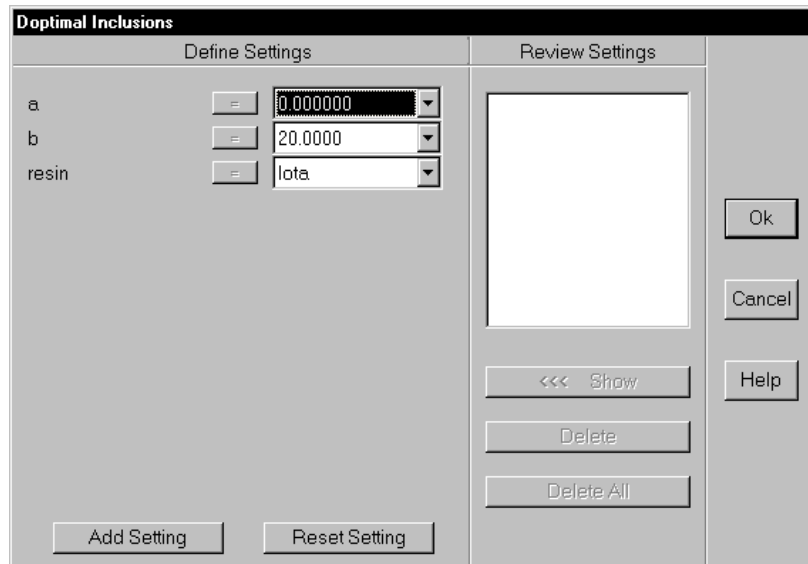 Doptimal Inclusions
Define Settings
Review Settings
a = 0.000000
b = 20.0000
resin = Iota
Ok
Cancel
<<< Show
Help
Delete
Delete All
Add Setting
Reset Setting